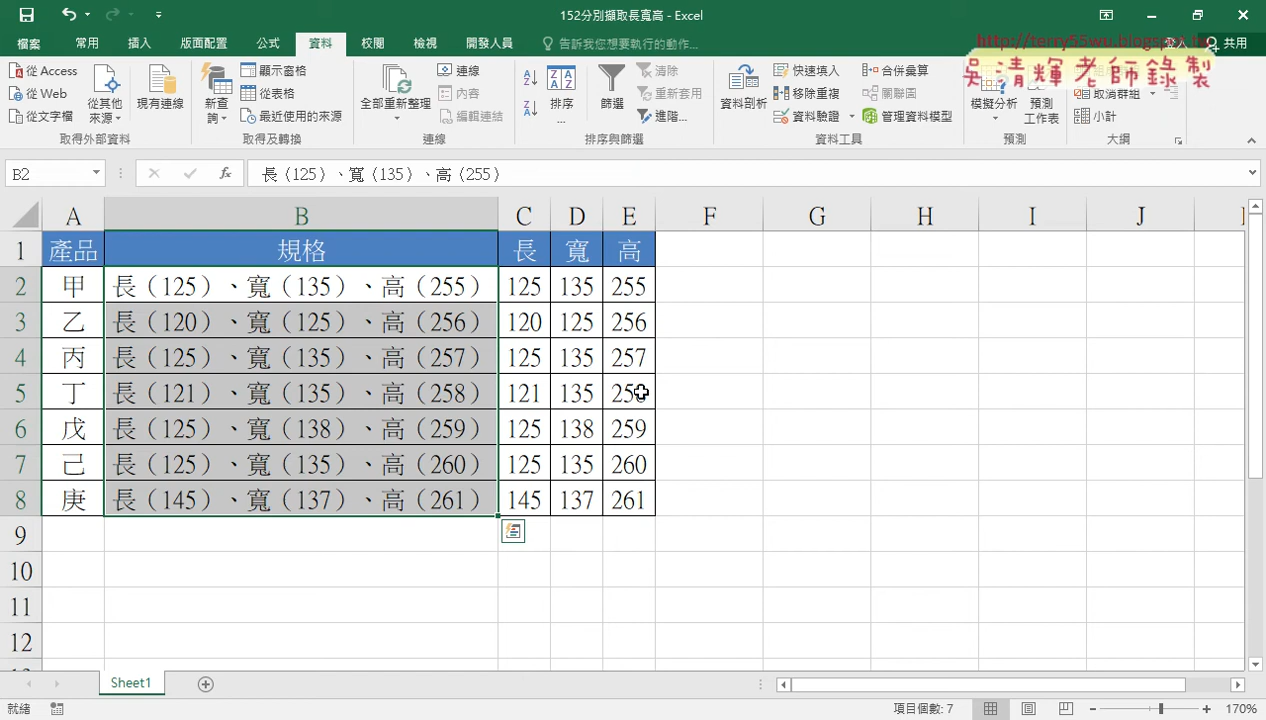 152分別擷取長寬高 - Excel
檔案 常用 插入 版面配置 公式 資料 校閱 檢視 開發人員 告訴我您想要執行的動作... 登入 共用
http://terry55wu.blogspot.tw
吳清輝老師錄製
從 Access
從 Web
從文字檔
從其他來源
現有連線
取得外部資料
新查詢
顯示窗格
從表格
最近使用的來源
取得及轉換
全部重新整理
連線
內容
編輯連結
連線
排序...
篩選
清除
重新套用
進階...
排序與篩選
資料剖析
快速填入
移除重複
資料驗證
合併彙算
關聯圖
管理資料模型
資料工具
模擬分析
預測工作表
預測
取消群組
小計
大綱
B2 fx 長（125）、寬（135）、高（255）
A B C D E F G H I J
1 產品 規格 長 寬 高
2 甲 長（125）、寬（135）、高（255） 125 135 255
3 乙 長（120）、寬（125）、高（256） 120 125 256
4 丙 長（125）、寬（135）、高（257） 125 135 257
5 丁 長（121）、寬（135）、高（258） 121 135 258
6 戊 長（125）、寬（138）、高（259） 125 138 259
7 己 長（125）、寬（135）、高（260） 125 135 260
8 庚 長（145）、寬（137）、高（261） 145 137 261
9
10
11
12
Sheet1
就緒 項目個數: 7 170%